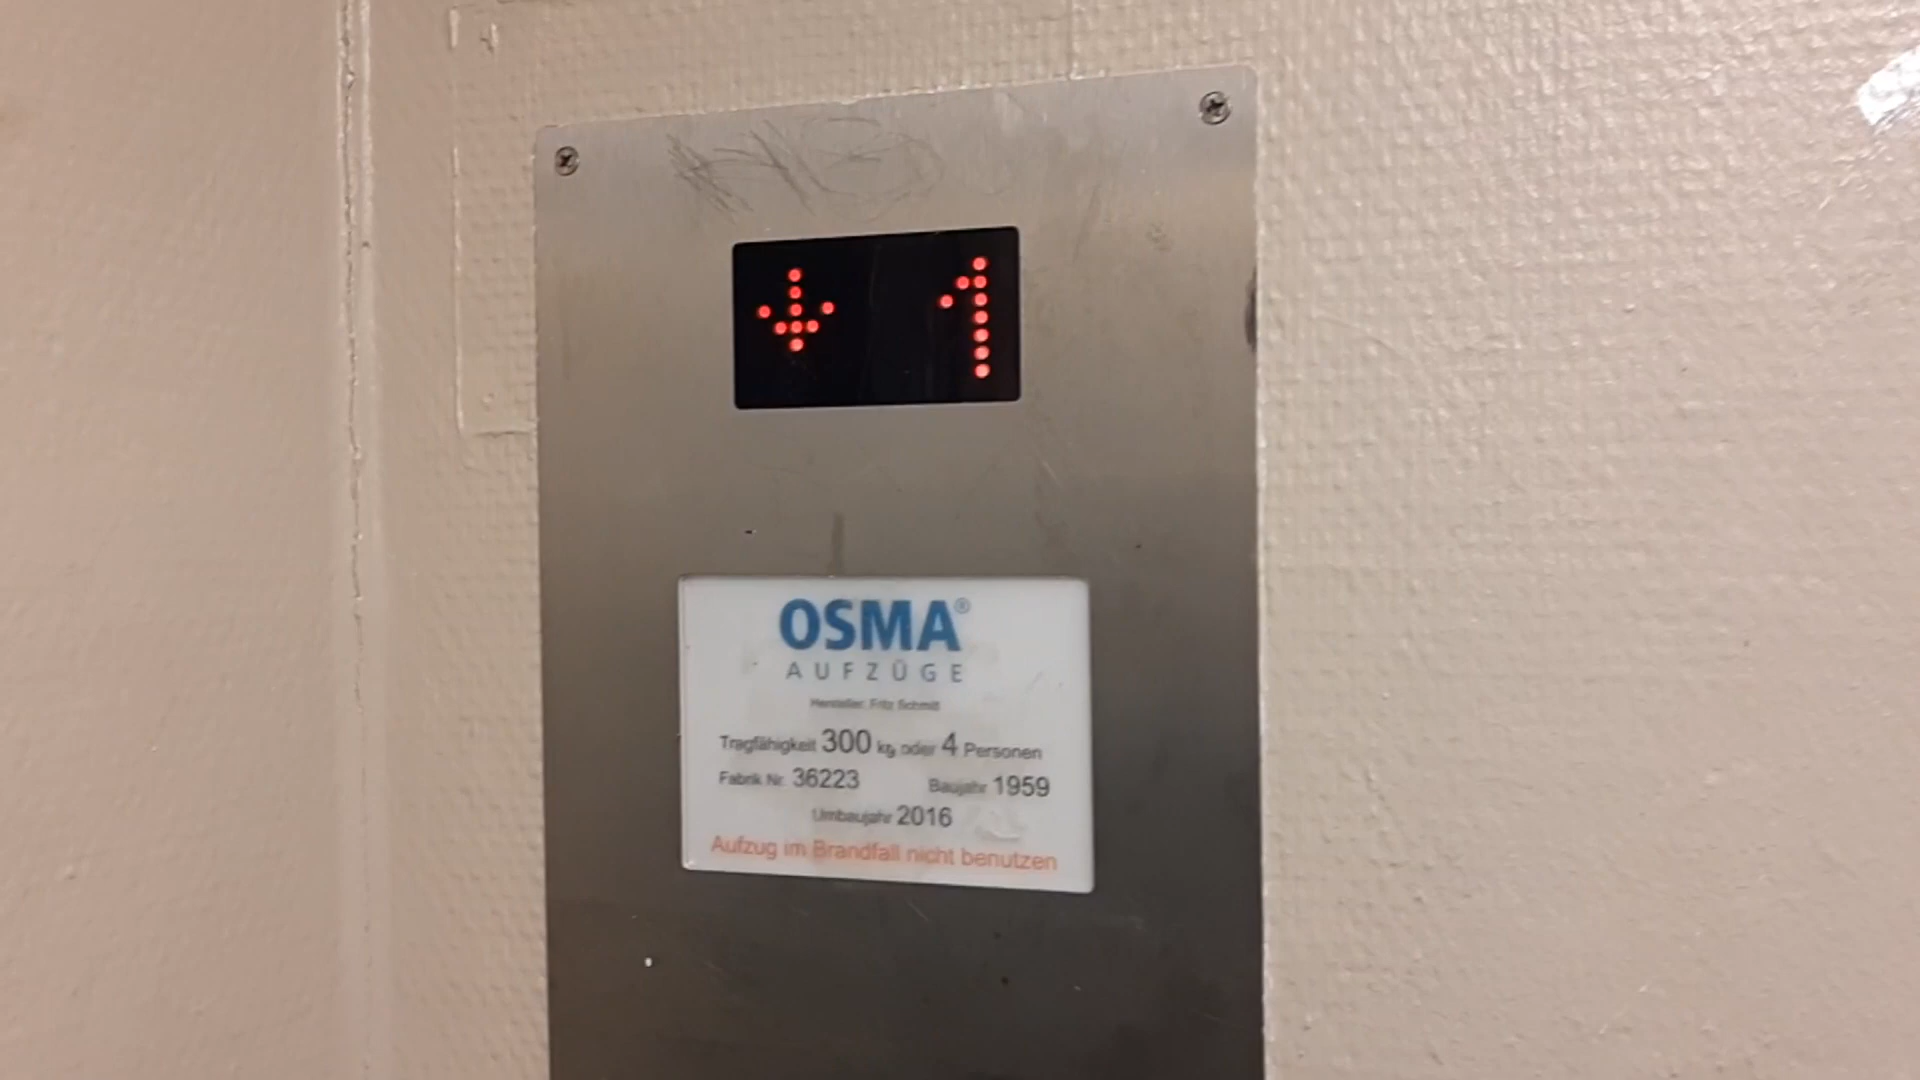 ↓ 1
OSMA®
AUFZÜGE
Hersteller: Fritz Schmitt
Tragfähigkeit 300 kg oder 4 Personen
Fabrik Nr. 36223 Baujahr 1959
Umbaujahr 2016
Aufzug im Brandfall nicht benutzen